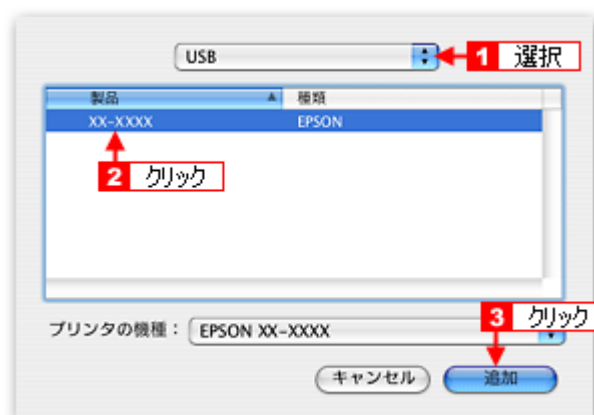 USB
1 選択
製品 種類
XX-XXXX EPSON
2 クリック
プリンタの機種： EPSON XX-XXXX
3 クリック
キャンセル 追加